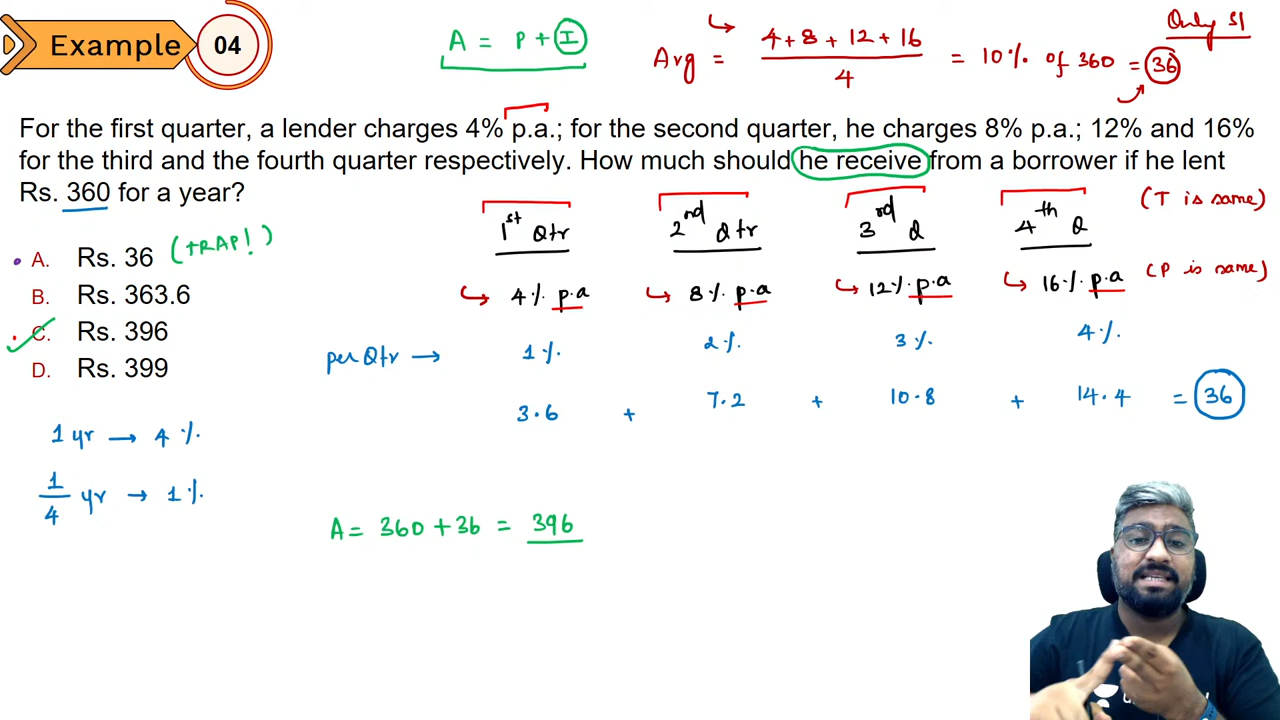 Example 04
A = P + I
Arg = 4+8+12+16 / 4 = 10% of 360 = 36
Only SI
For the first quarter, a lender charges 4% p.a.; for the second quarter, he charges 8% p.a.; 12% and 16%
for the third and the fourth quarter respectively. How much should he receive from a borrower if he lent
Rs. 360 for a year?
A. Rs. 36 (TRAP!)
B. Rs. 363.6
C. Rs. 396
D. Rs. 399
1st Qtr 2nd Qtr 3rd Q 4th Q (T is same)
4% p.a 8% p.a 12% p.a 16% p.a (P is same)
per Qtr → 1% 2% 3% 4%
3.6 + 7.2 + 10.8 + 14.4 = 36
1 yr → 4%
1/4 yr → 1%
A = 360 + 36 = 396